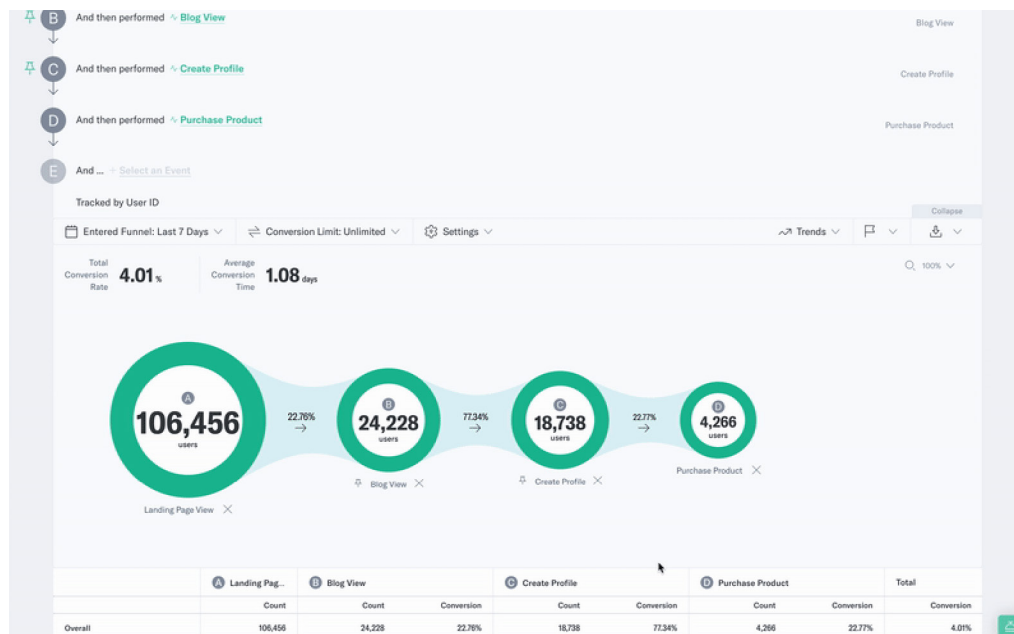 B And then performed Blog View
Blog View
C And then performed Create Profile
Create Profile
D And then performed Purchase Product
Purchase Product
E And ... + Select an Event
Tracked by User ID
Collapse
Entered Funnel: Last 7 Days Conversion Limit: Unlimited Settings Trends
Total Conversion Rate 4.01 %
Average Conversion Time 1.08 days
100%
A
106,456
users
Landing Page View
22.76% →
B
24,228
users
Blog View
77.34% →
C
18,738
users
Create Profile
22.77% →
D
4,266
users
Purchase Product
A Landing Pag... B Blog View C Create Profile D Purchase Product Total
Count Count Conversion Count Conversion Count Conversion Conversion
Overall 106,456 24,228 22.76% 18,738 77.34% 4,266 22.77% 4.01%